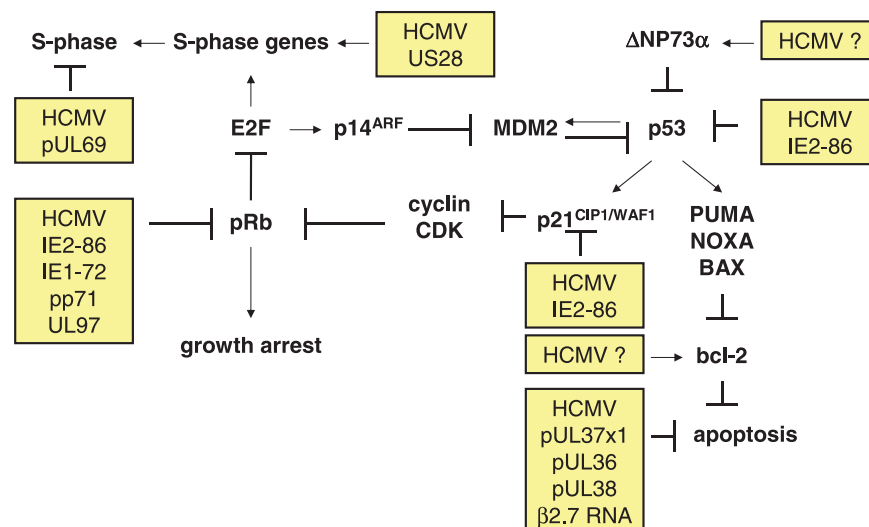 S-phase
S-phase genes
HCMV
US28
ΔNP73α
HCMV ?
HCMV
pUL69
E2F
p14ARF
MDM2
p53
HCMV
IE2-86
HCMV
IE2-86
IE1-72
pp71
UL97
pRb
cyclin
CDK
p21CIP1/WAF1
PUMA
NOXA
BAX
HCMV
IE2-86
growth arrest
HCMV ?
bcl-2
HCMV
pUL37x1
pUL36
pUL38
β2.7 RNA
apoptosis